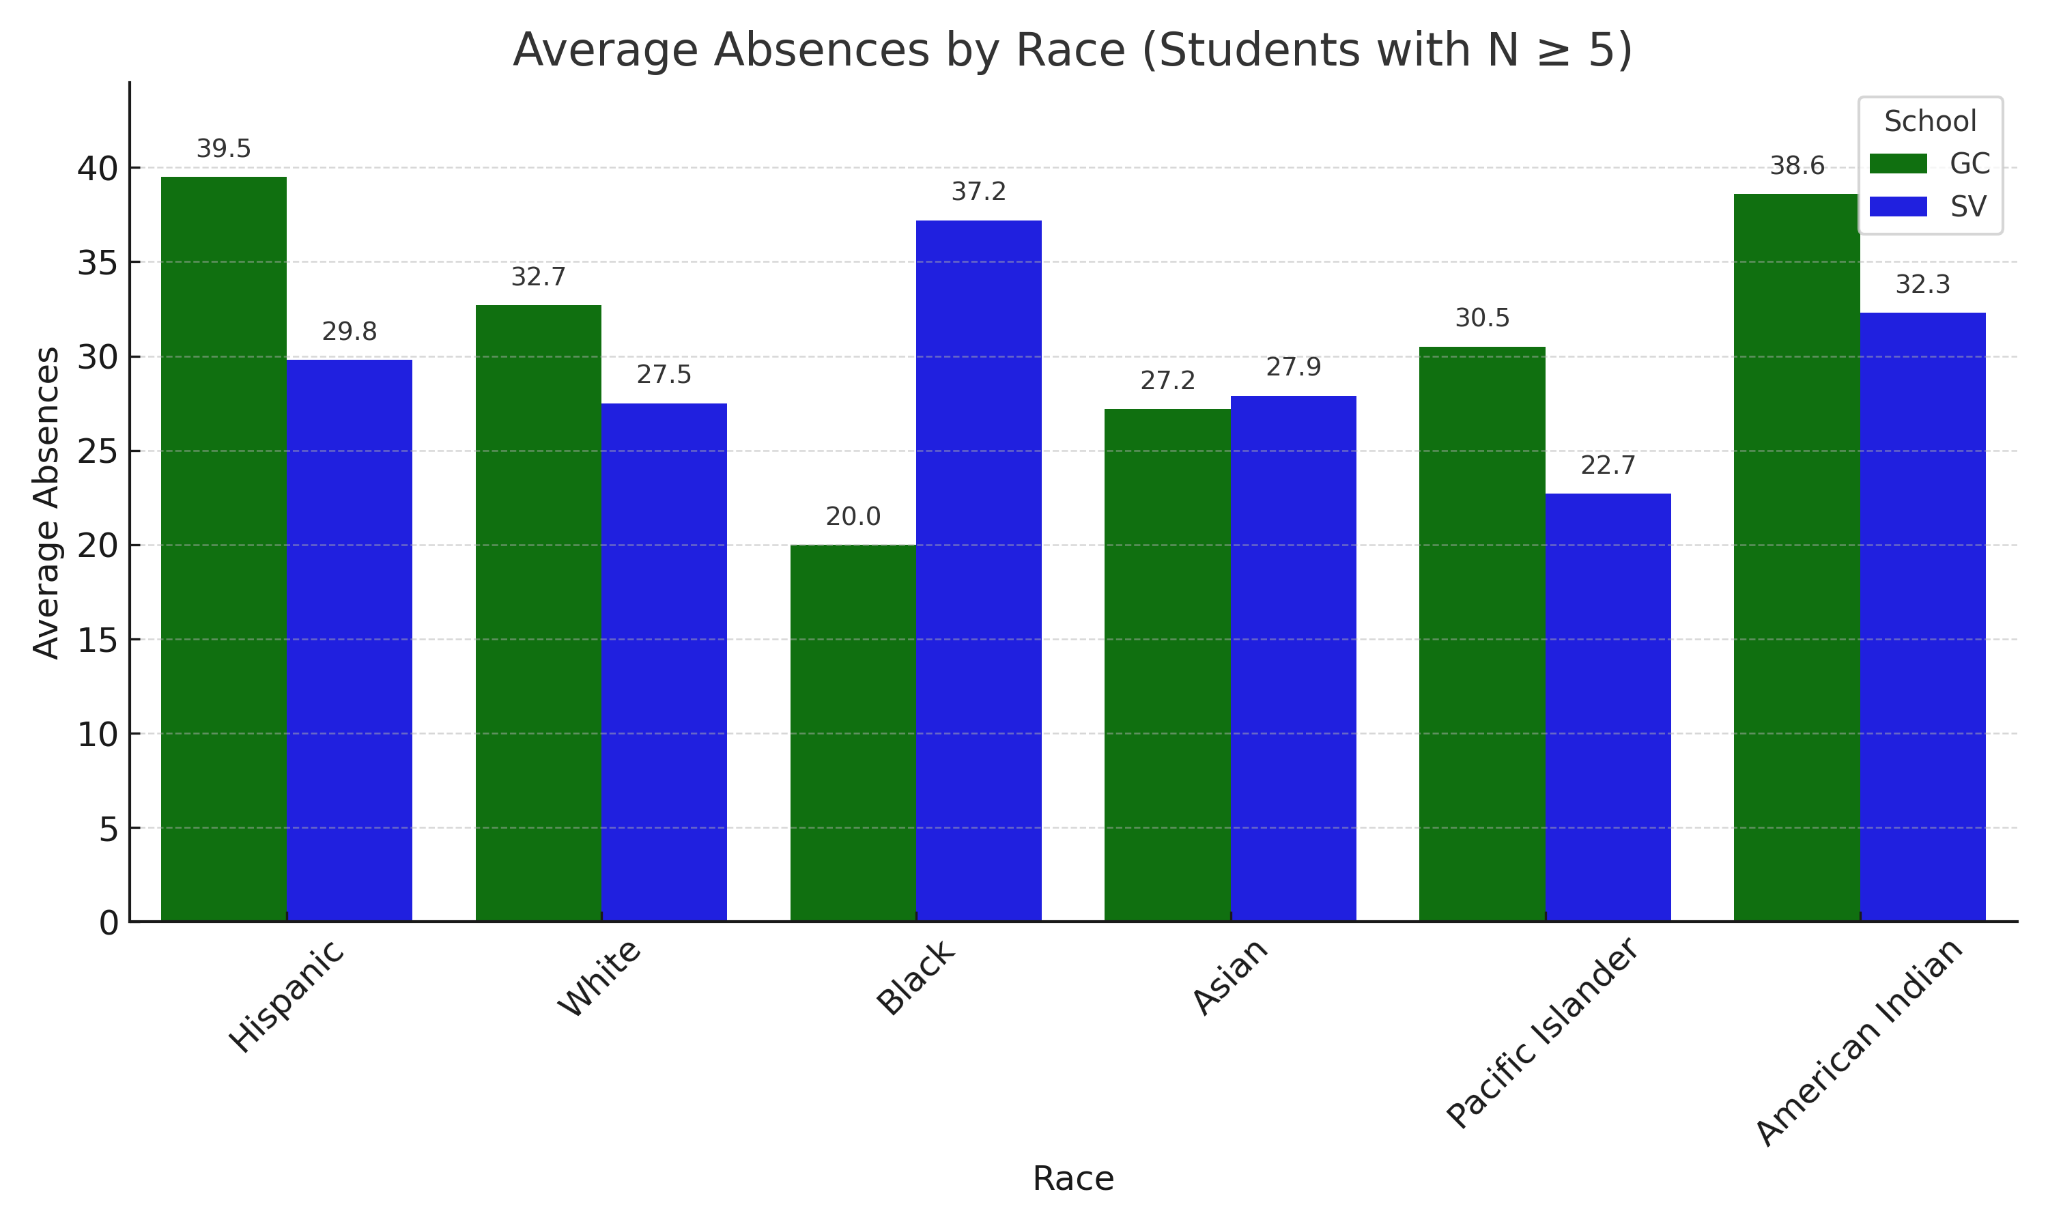 Average Absences by Race (Students with N ≥ 5)
School
GC
SV
39.5
29.8
32.7
27.5
20.0
37.2
27.2
27.9
30.5
22.7
38.6
32.3
40
35
30
25
20
15
10
5
0
Average Absences
Hispanic
White
Black
Asian
Pacific Islander
American Indian
Race